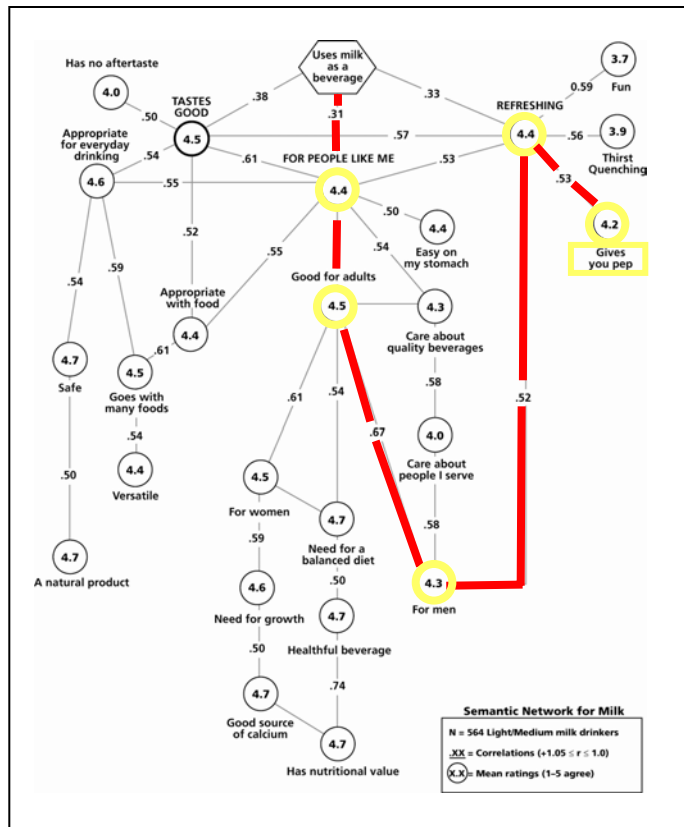 Uses milk
as a
beverage
Has no aftaste
4.0
3.7
Fun
0.59
.38
.33
.31
.50
TASTES
GOOD
4.5
REFRESHING
4.4
.57
.56
3.9
Thirst
Quenching
Appropriate
for everyday
drinking
4.6
.54
.61
FOR PEOPLE LIKE ME
4.4
.53
.53
4.2
Gives
you pep
.55
.50
4.4
Easy on
my stomach
.52
.55
.54
.54
.59
Good for adults
4.5
4.3
Care about
quality beverages
Appropriate
with food
4.4
.61
4.7
Safe
4.5
Goes with
many foods
.58
.52
.54
4.4
Versatile
.61
.54
.67
4.0
Care about
people I serve
.50
4.5
For women
4.7
Need for a
balanced diet
.58
4.7
A natural product
.59
.50
4.3
For men
4.6
Need for growth
4.7
Healthful beverage
.50
.74
4.7
Good source
of calcium
4.7
Has nutritional value
Semantic Network for Milk
N = 564 Light/Medium milk drinkers
.XX = Correlations (+1.05 ≤ r ≤ 1.0)
X.X = Mean ratings (1–5 agree)